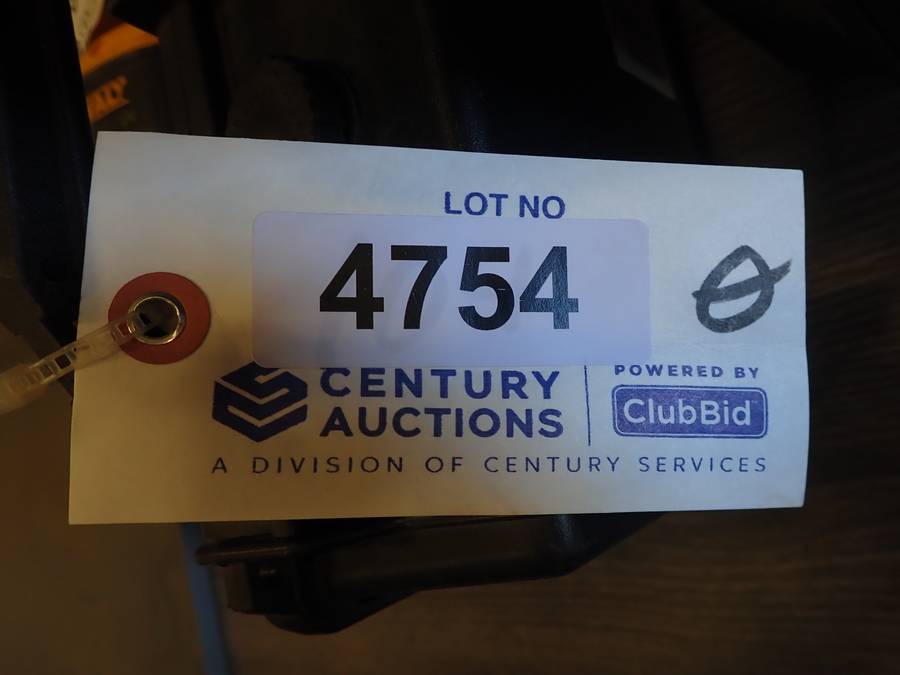 LOT NO
4754
CENTURY
AUCTIONS
POWERED BY
ClubBid
A DIVISION OF CENTURY SERVICES